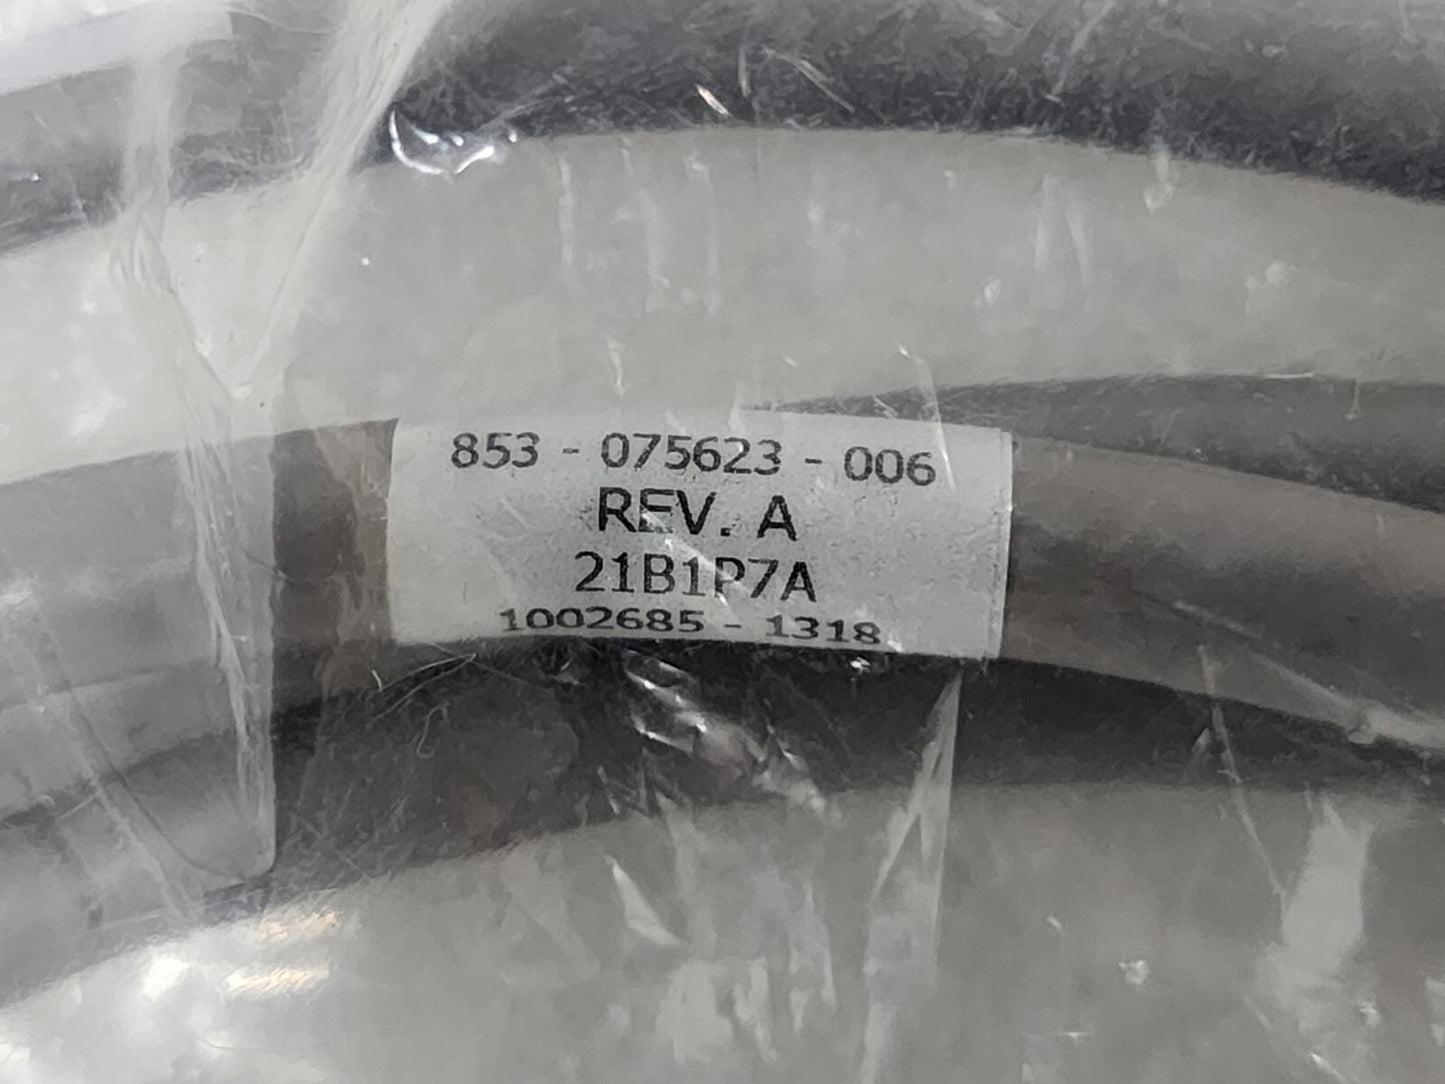 853 - 075623 - 006
REV. A
21B1P7A
1002685 - 1318